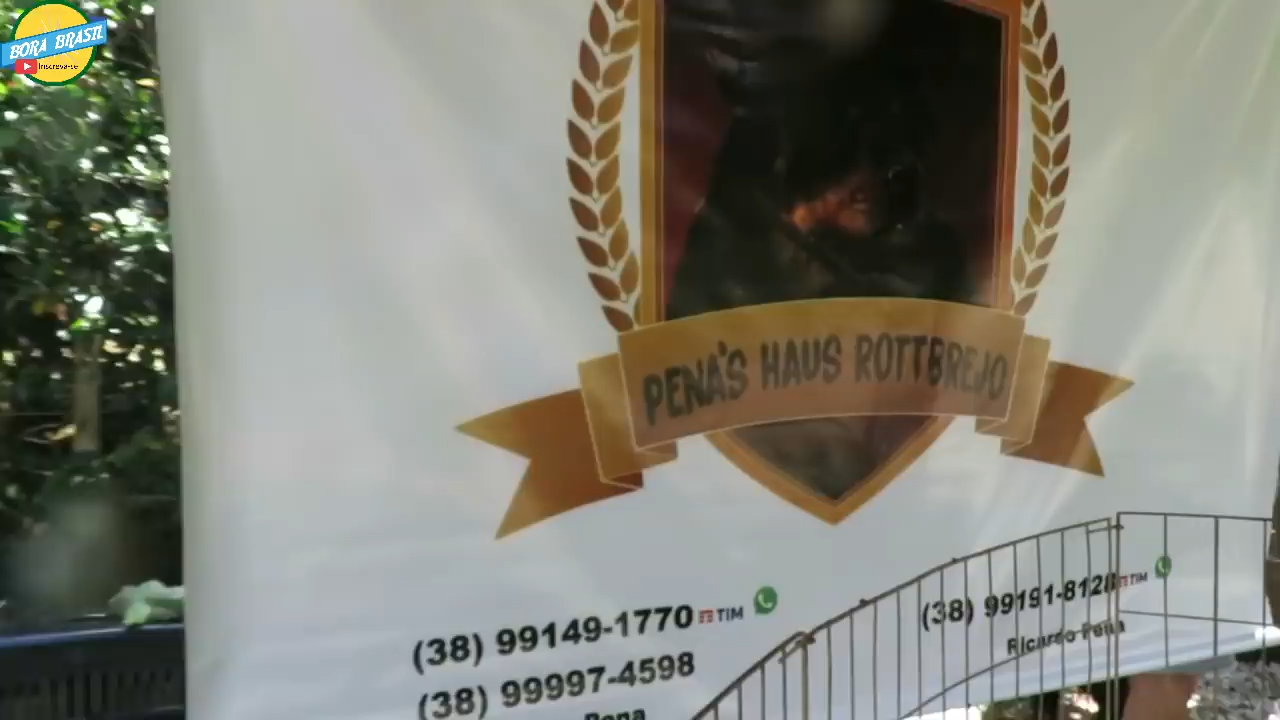 BORA BRASIL
Inscreva-se
PENA'S HAUS ROTTBREJO
(38) 99149-1770 TIM
(38) 99997-4598
Pena
(38) 99191-8128 TIM
Ricardo Pena